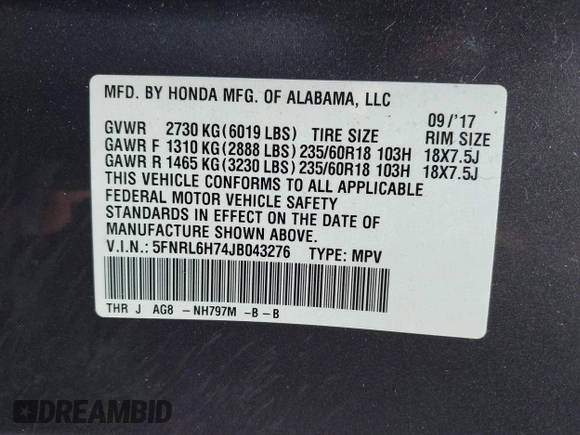 MFD. BY HONDA MFG. OF ALABAMA, LLC
09/'17
GVWR 2730 KG(6019 LBS) TIRE SIZE RIM SIZE
GAWR F 1310 KG(2888 LBS) 235/60R18 103H 18X7.5J
GAWR R 1465 KG(3230 LBS) 235/60R18 103H 18X7.5J
THIS VEHICLE CONFORMS TO ALL APPLICABLE
FEDERAL MOTOR VEHICLE SAFETY
STANDARDS IN EFFECT ON THE DATE OF
MANUFACTURE SHOWN ABOVE.
V.I.N.: 5FNRL6H74JB043276 TYPE: MPV
THR J AG8 - NH797M - B - B
DREAMBID